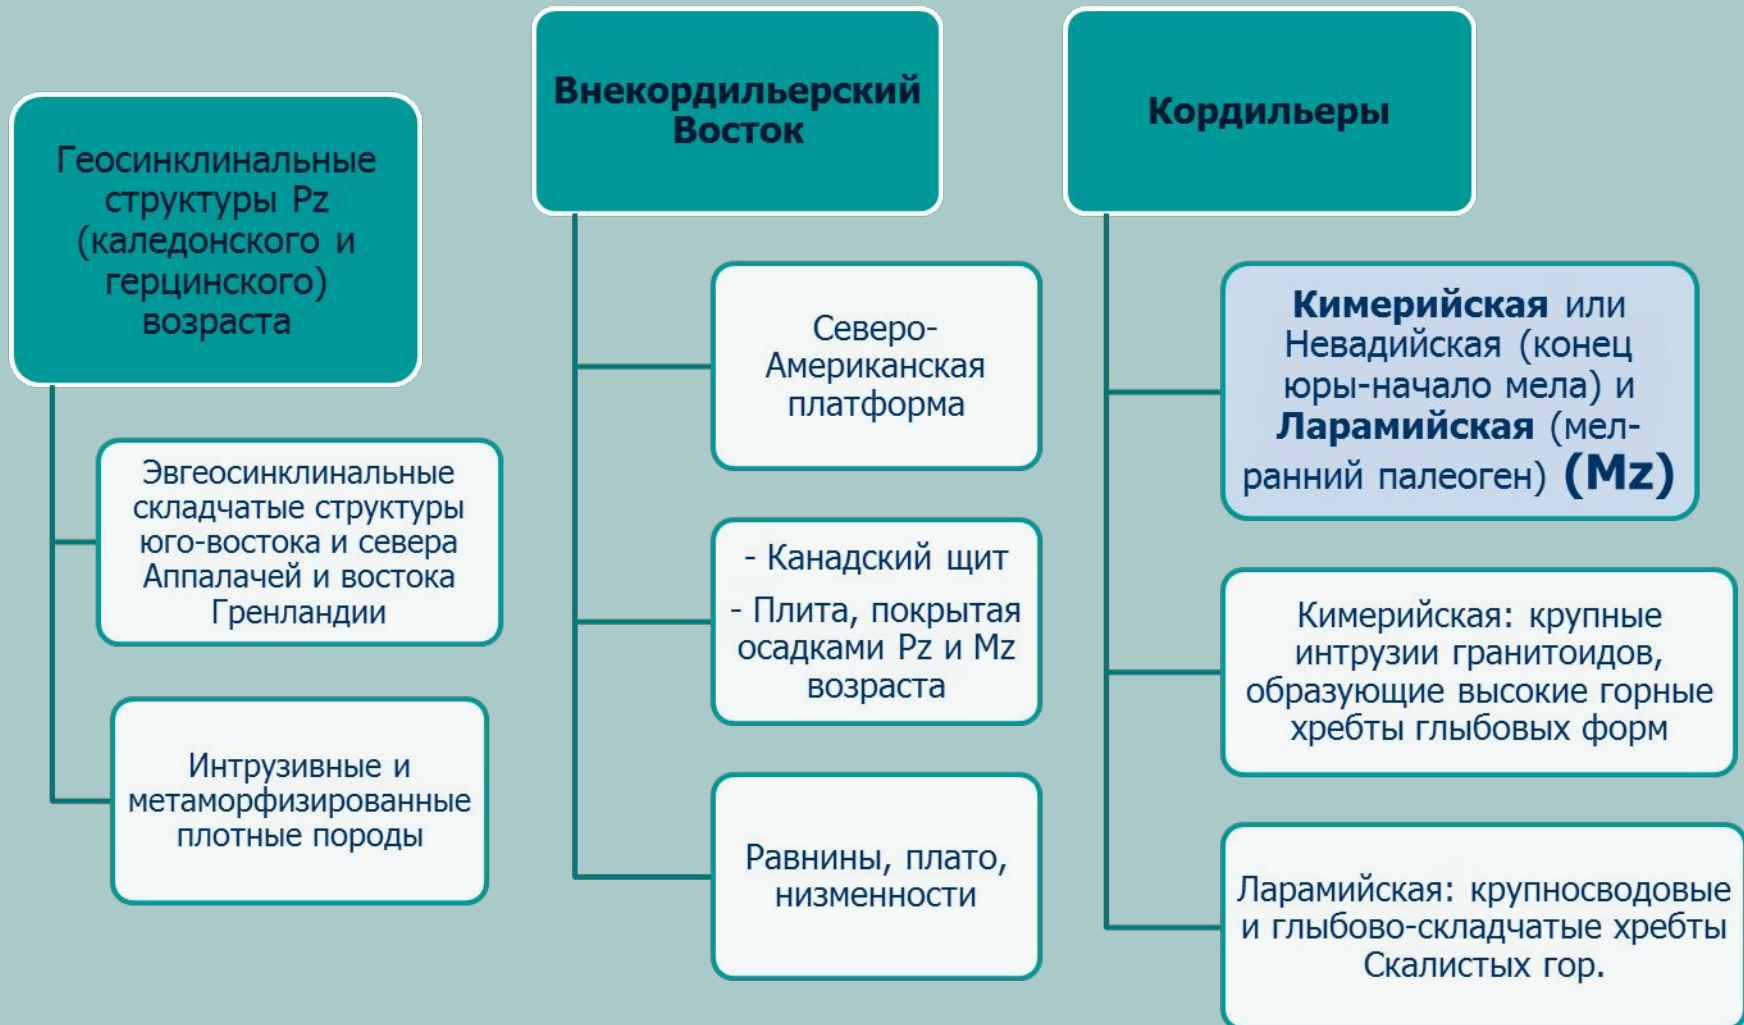 Геосинклинальные
структуры Pz
(каледонского и
герцинского)
возраста
Эвгеосинклинальные
складчатые структуры
юго-востока и севера
Аппалачей и востока
Гренландии
Интрузивные и
метаморфизированные
плотные породы
Внекордильерский
Восток
Северо-
Американская
платформа
- Канадский щит
- Плита, покрытая
осадками Pz и Mz
возраста
Равнины, плато,
низменности
Кордильеры
Кимерийская или
Невадийская (конец
юры-начало мела) и
Ларамийская (мел-
ранний палеоген) (Mz)
Кимерийская: крупные
интрузии гранитоидов,
образующие высокие горные
хребты глыбовых форм
Ларамийская: крупносводовые
и глыбово-складчатые хребты
Скалистых гор.